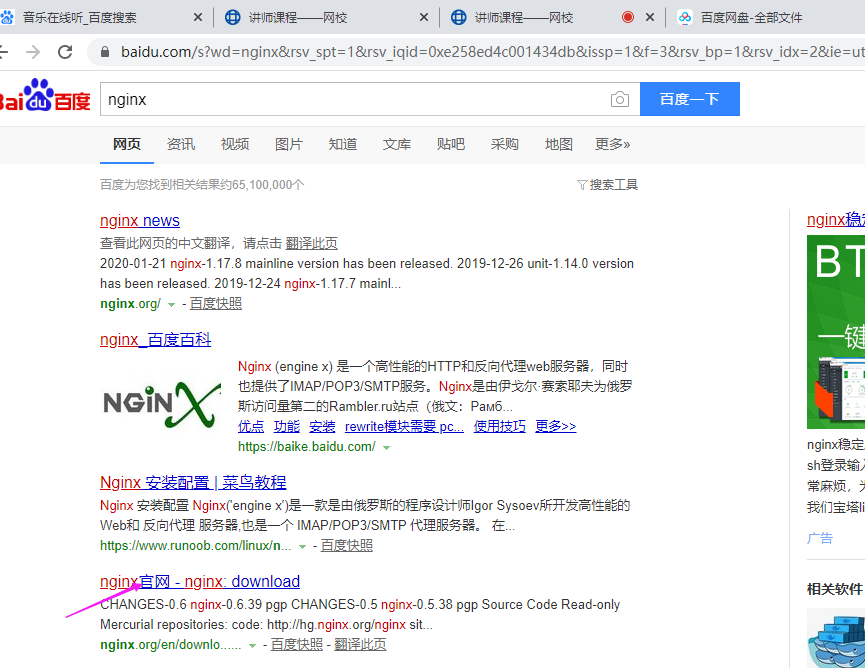 音乐在线听_百度搜索
讲师课程——网校
讲师课程——网校
百度网盘-全部文件
baidu.com/s?wd=nginx&rsv_spt=1&rsv_iqid=0xe258ed4c001434db&issp=1&f=3&rsv_bp=1&rsv_idx=2&ie=ut
Bai du 百度
nginx
百度一下
网页 资讯 视频 图片 知道 文库 贴吧 采购 地图 更多»
百度为您找到相关结果约65,100,000个
搜索工具
nginx news
查看此网页的中文翻译，请点击 翻译此页
2020-01-21 nginx-1.17.8 mainline version has been released. 2019-12-26 unit-1.14.0 version
has been released. 2019-12-24 nginx-1.17.7 mainl...
nginx.org/ - 百度快照
nginx_百度百科
NGINX
Nginx (engine x) 是一个高性能的HTTP和反向代理web服务器，同时
也提供了IMAP/POP3/SMTP服务。Nginx是由伊戈尔·赛索耶夫为俄罗
斯访问量第二的Rambler.ru站点（俄文：Рамб...
优点 功能 安装 rewrite模块需要 pc... 使用技巧 更多>>
https://baike.baidu.com/
Nginx 安装配置 | 菜鸟教程
Nginx 安装配置 Nginx('engine x')是一款是由俄罗斯的程序设计师Igor Sysoev所开发高性能的
Web和 反向代理 服务器,也是一个 IMAP/POP3/SMTP 代理服务器。 在...
https://www.runoob.com/linux/n... - 百度快照
nginx官网 - nginx: download
CHANGES-0.6 nginx-0.6.39 pgp CHANGES-0.5 nginx-0.5.38 pgp Source Code Read-only
Mercurial repositories: code: http://hg.nginx.org/nginx sit...
nginx.org/en/downlo...... - 百度快照 - 翻译此页
nginx稳定
BT
一键
nginx稳定
sh登录输入
常麻烦，为
我们宝塔li
广告
相关软件